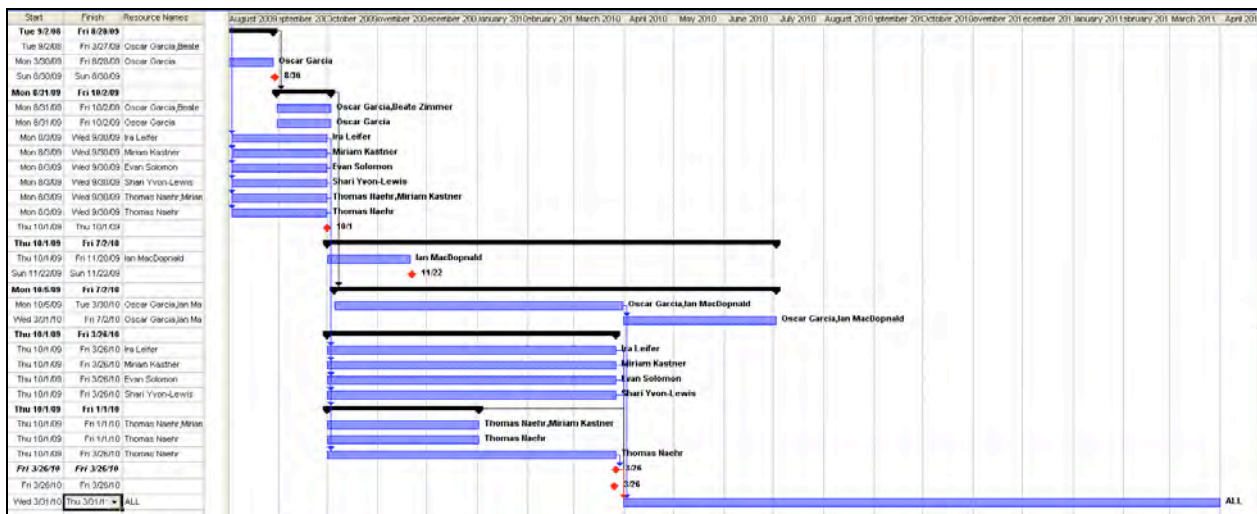 Start Finish Resource Names August 2009 October 2009 January 2010 March 2010 April 2010 May 2010 June 2010 July 2010 August 2010 March 2011
Tue 9/2/08 Fri 8/28/09
Tue 9/2/08 Fri 3/27/09 Oscar Garcia,Beate
Mon 3/30/09 Fri 8/28/09 Oscar Garcia Oscar Garcia
Sun 8/30/09 Sun 8/30/09
Mon 8/31/09 Fri 10/2/09
Mon 8/31/09 Fri 10/2/09 Oscar Garcia,Beate Oscar Garcia,Beate Zimmer
Mon 8/31/09 Fri 10/2/09 Oscar Garcia Oscar Garcia
Mon 8/3/09 Wed 9/30/09 Ira Leifer Ira Leifer
Mon 8/3/09 Wed 9/30/09 Miriam Kastner Miriam Kastner
Mon 8/3/09 Wed 9/30/09 Evan Solomon Evan Solomon
Mon 8/3/09 Wed 9/30/09 Shari Yvon-Lewis Shari Yvon-Lewis
Mon 8/3/09 Wed 9/30/09 Thomas Naehr,Mirian Thomas Naehr,Miriam Kastner
Mon 8/3/09 Wed 9/30/09 Thomas Naehr Thomas Naehr
Thu 10/1/09 Thu 10/1/09 10/1
Thu 10/1/09 Fri 7/2/10
Thu 10/1/09 Fri 11/20/09 Ian MacDopnald Ian MacDopnald
Sun 11/22/09 Sun 11/22/09 11/22
Mon 10/5/09 Fri 7/2/10
Mon 10/5/09 Tue 3/30/10 Oscar Garcia,Ian Ma Oscar Garcia,Ian MacDopnald
Wed 3/31/10 Fri 7/2/10 Oscar Garcia,Ian Ma Oscar Garcia,Ian MacDopnald
Thu 10/1/09 Fri 3/26/10
Thu 10/1/09 Fri 3/26/10 Ira Leifer Ira Leifer
Thu 10/1/09 Fri 3/26/10 Miriam Kastner Miriam Kastner
Thu 10/1/09 Fri 3/26/10 Evan Solomon Evan Solomon
Thu 10/1/09 Fri 3/26/10 Shari Yvon-Lewis Shari Yvon-Lewis
Thu 10/1/09 Fri 1/1/10
Thu 10/1/09 Fri 1/1/10 Thomas Naehr,Mirian Thomas Naehr,Miriam Kastner
Thu 10/1/09 Fri 1/1/10 Thomas Naehr Thomas Naehr
Thu 10/1/09 Fri 3/26/10 Thomas Naehr Thomas Naehr
Fri 3/26/10 Fri 3/26/10 3/26
Fri 3/26/10 Fri 3/26/10 3/26
Wed 3/31/10 Thu 3/31/1 ALL ALL